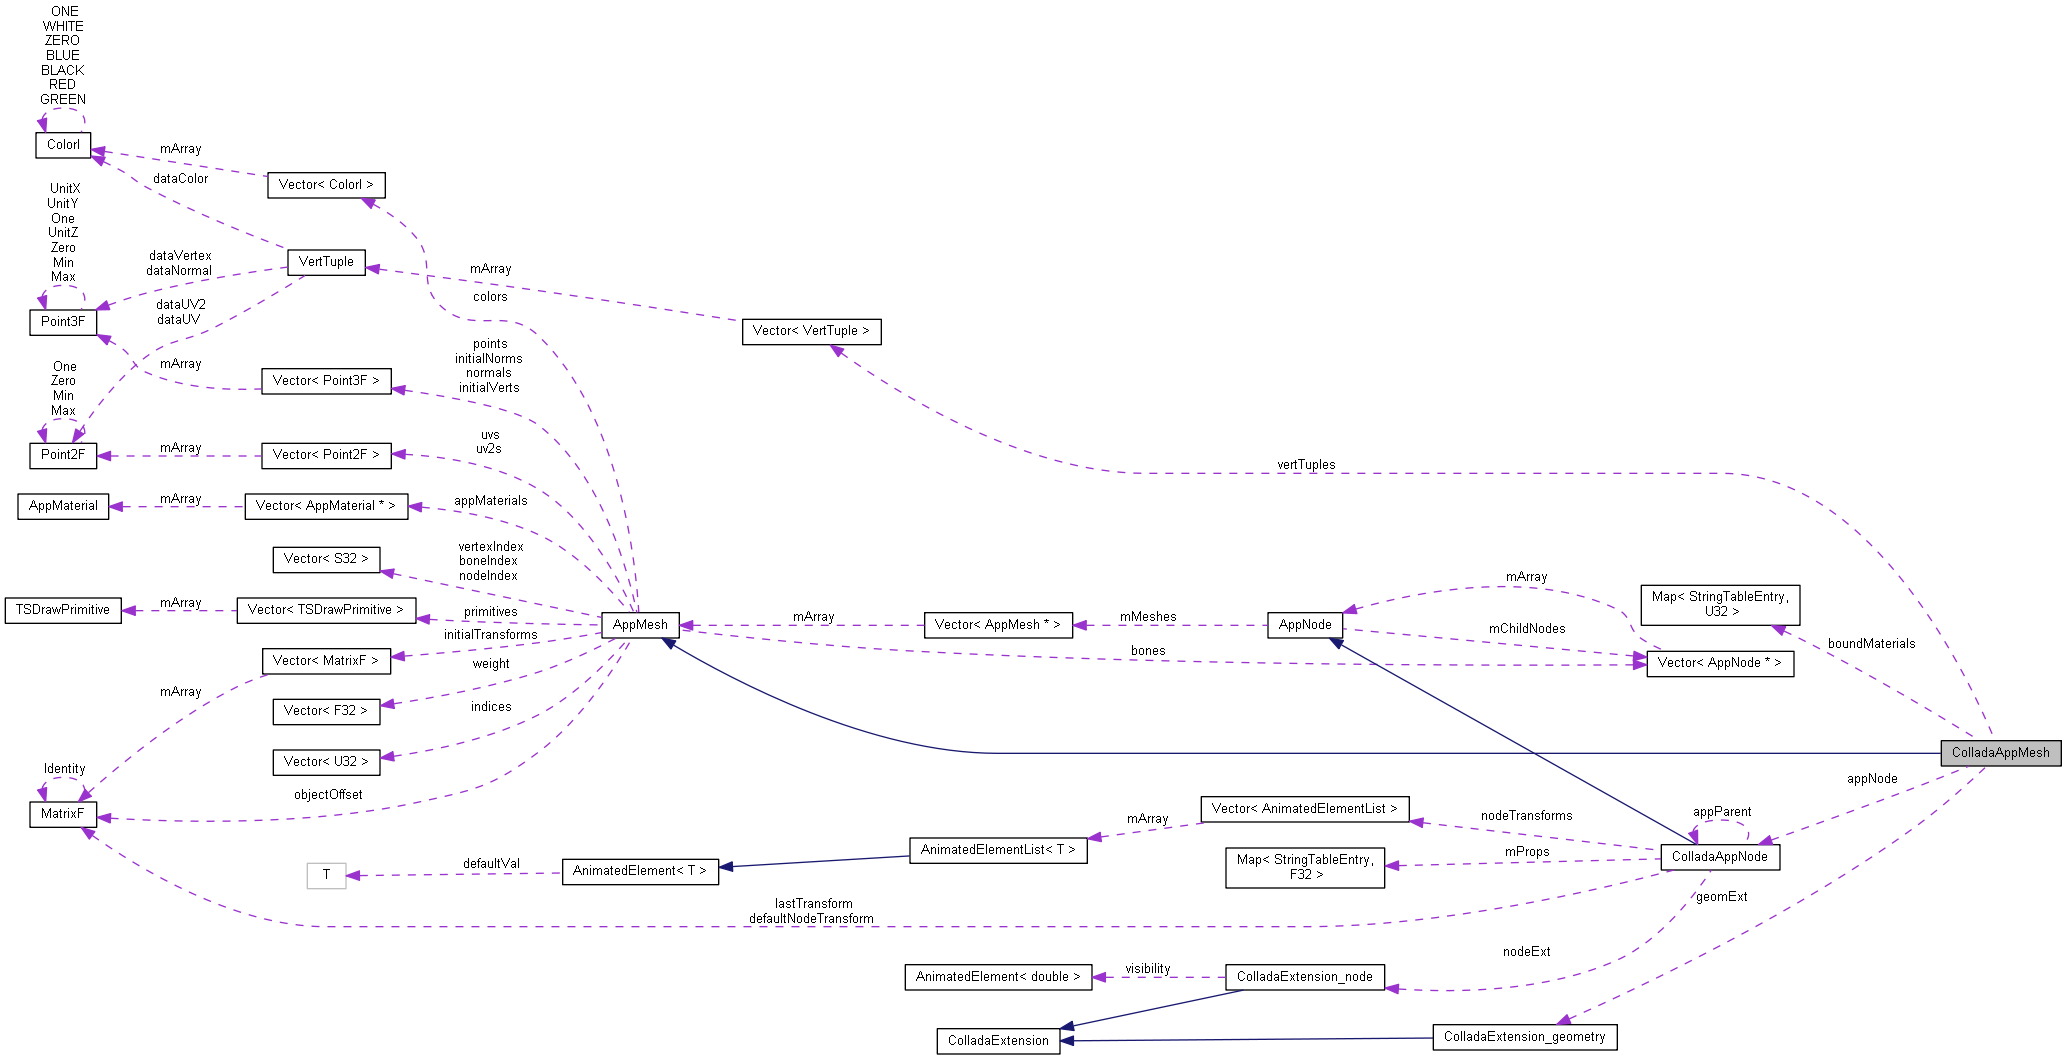 ONE
WHITE
ZERO
BLUE
BLACK
RED
GREEN
ColorI
mArray
dataColor
Vector< ColorI >
UnitX
UnitY
One
UnitZ
Zero
Min
Max
Point3F
dataVertex
dataNormal
VertTuple
mArray
colors
dataUV2
dataUV
Vector< VertTuple >
points
initialNorms
normals
initialVerts
mArray
Vector< Point3F >
One
Zero
Min
Max
Point2F
mArray
Vector< Point2F >
uvs
uv2s
vertTuples
AppMaterial
mArray
Vector< AppMaterial * >
appMaterials
Vector< S32 >
vertexIndex
boneIndex
nodeIndex
TSDrawPrimitive
mArray
Vector< TSDrawPrimitive >
primitives
initialTransforms
AppMesh
mArray
Vector< AppMesh * >
mMeshes
AppNode
mArray
mChildNodes
Map< StringTableEntry,
U32 >
boundMaterials
Vector< AppNode * >
bones
Vector< MatrixF >
weight
mArray
Vector< F32 >
indices
Vector< U32 >
ColladaAppMesh
Identity
MatrixF
objectOffset
appNode
Vector< AnimatedElementList >
nodeTransforms
appParent
mArray
AnimatedElementList< T >
mProps
ColladaAppNode
Map< StringTableEntry,
F32 >
defaultVal
T
AnimatedElement< T >
geomExt
lastTransform
defaultNodeTransform
nodeExt
AnimatedElement< double >
visibility
ColladaExtension_node
ColladaExtension
ColladaExtension_geometry